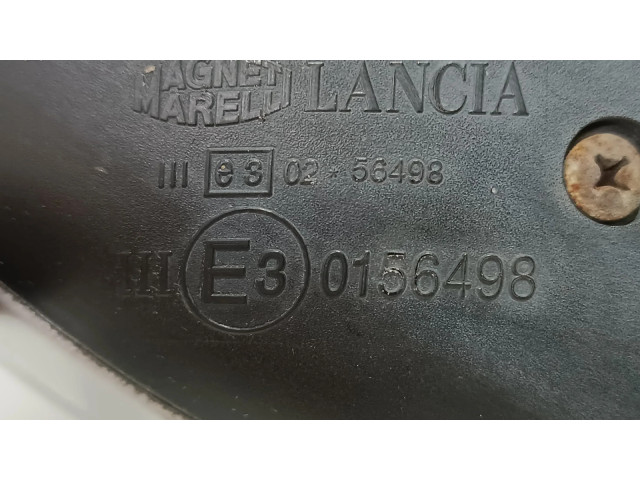 MAGNETI MARELLI LANCIA
III e3 02 * 56498
III E3 0156498